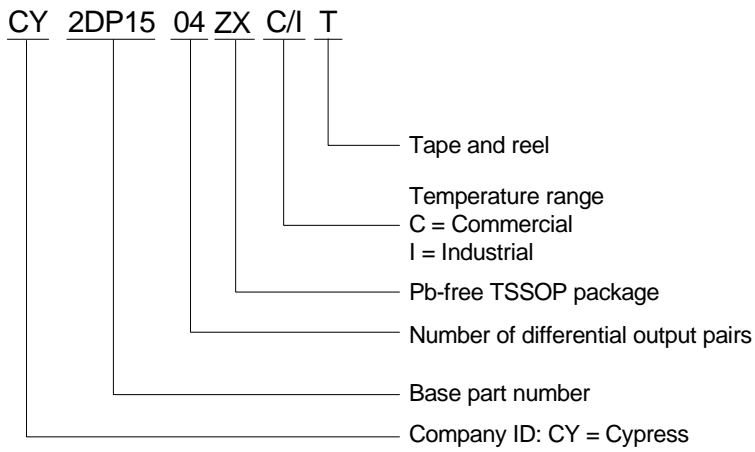 CY 2DP15 04 ZX C/I T
Tape and reel
Temperature range
C = Commercial
I = Industrial
Pb-free TSSOP package
Number of differential output pairs
Base part number
Company ID: CY = Cypress